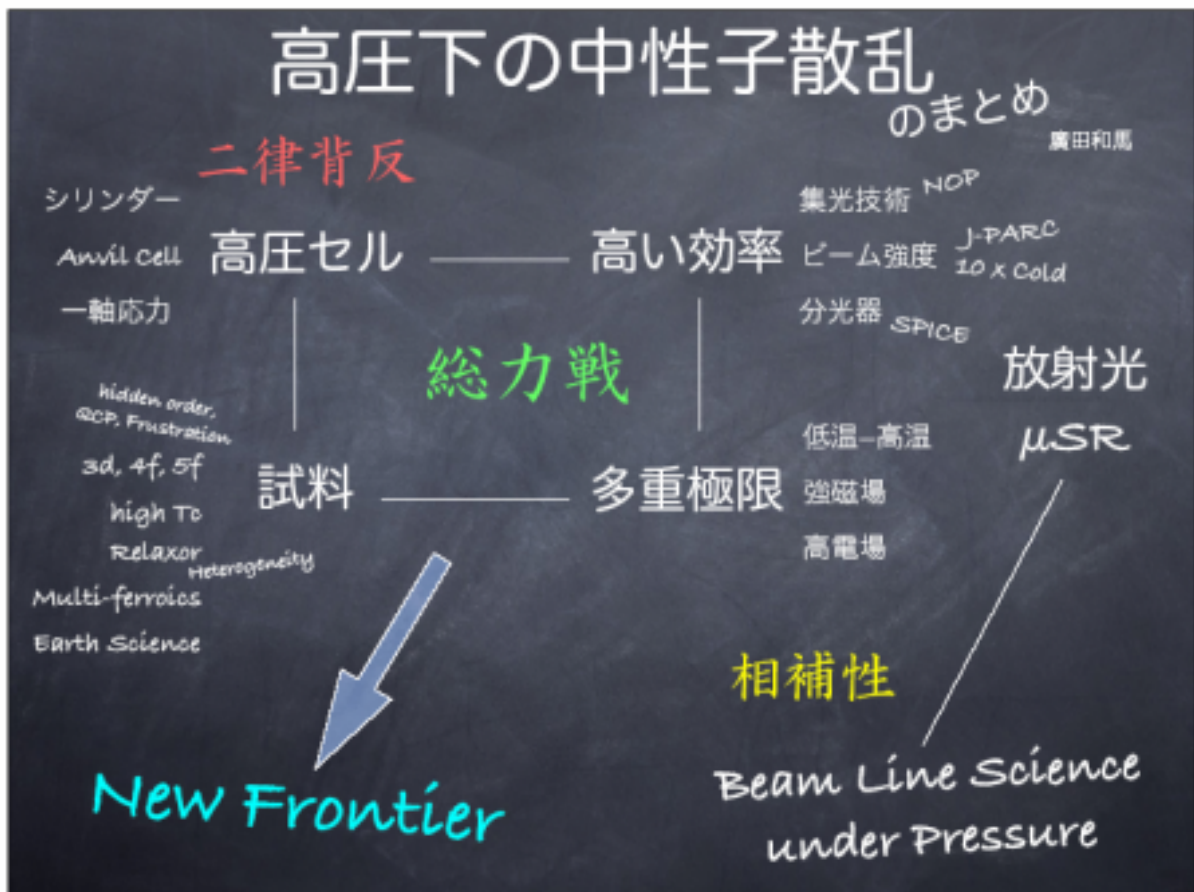 高圧下の中性子散乱
のまとめ
廣田和馬
二律背反
シリンダー
Anvil Cell
一軸応力
高圧セル
高い効率
集光技術 NOP
ビーム強度 J-PARC
10 x Cold
分光器 SPICE
総力戦
放射光
μSR
hidden order,
QCP, Frustration
3d, 4f, 5f
high Tc
Relaxor
Heterogeneity
Multi-ferroics
Earth Science
試料
多重極限
低温-高温
強磁場
高電場
相補性
New Frontier
Beam Line Science
under Pressure